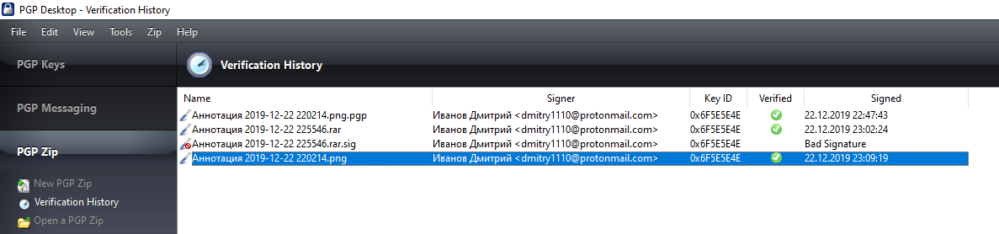 PGP Desktop - Verification History
File Edit View Tools Zip Help
PGP Keys
Verification History
Name Signer Key ID Verified Signed
PGP Messaging
Аннотация 2019-12-22 220214.png.pgp Иванов Дмитрий <dmitry1110@protonmail.com> 0x6F5E5E4E 22.12.2019 22:47:43
Аннотация 2019-12-22 225546.rar Иванов Дмитрий <dmitry1110@protonmail.com> 0x6F5E5E4E 22.12.2019 23:02:24
Аннотация 2019-12-22 225546.rar.sig Иванов Дмитрий <dmitry1110@protonmail.com> 0x6F5E5E4E Bad Signature
Аннотация 2019-12-22 220214.png Иванов Дмитрий <dmitry1110@protonmail.com> 0x6F5E5E4E 22.12.2019 23:09:19
PGP Zip
New PGP Zip
Verification History
Open a PGP Zip